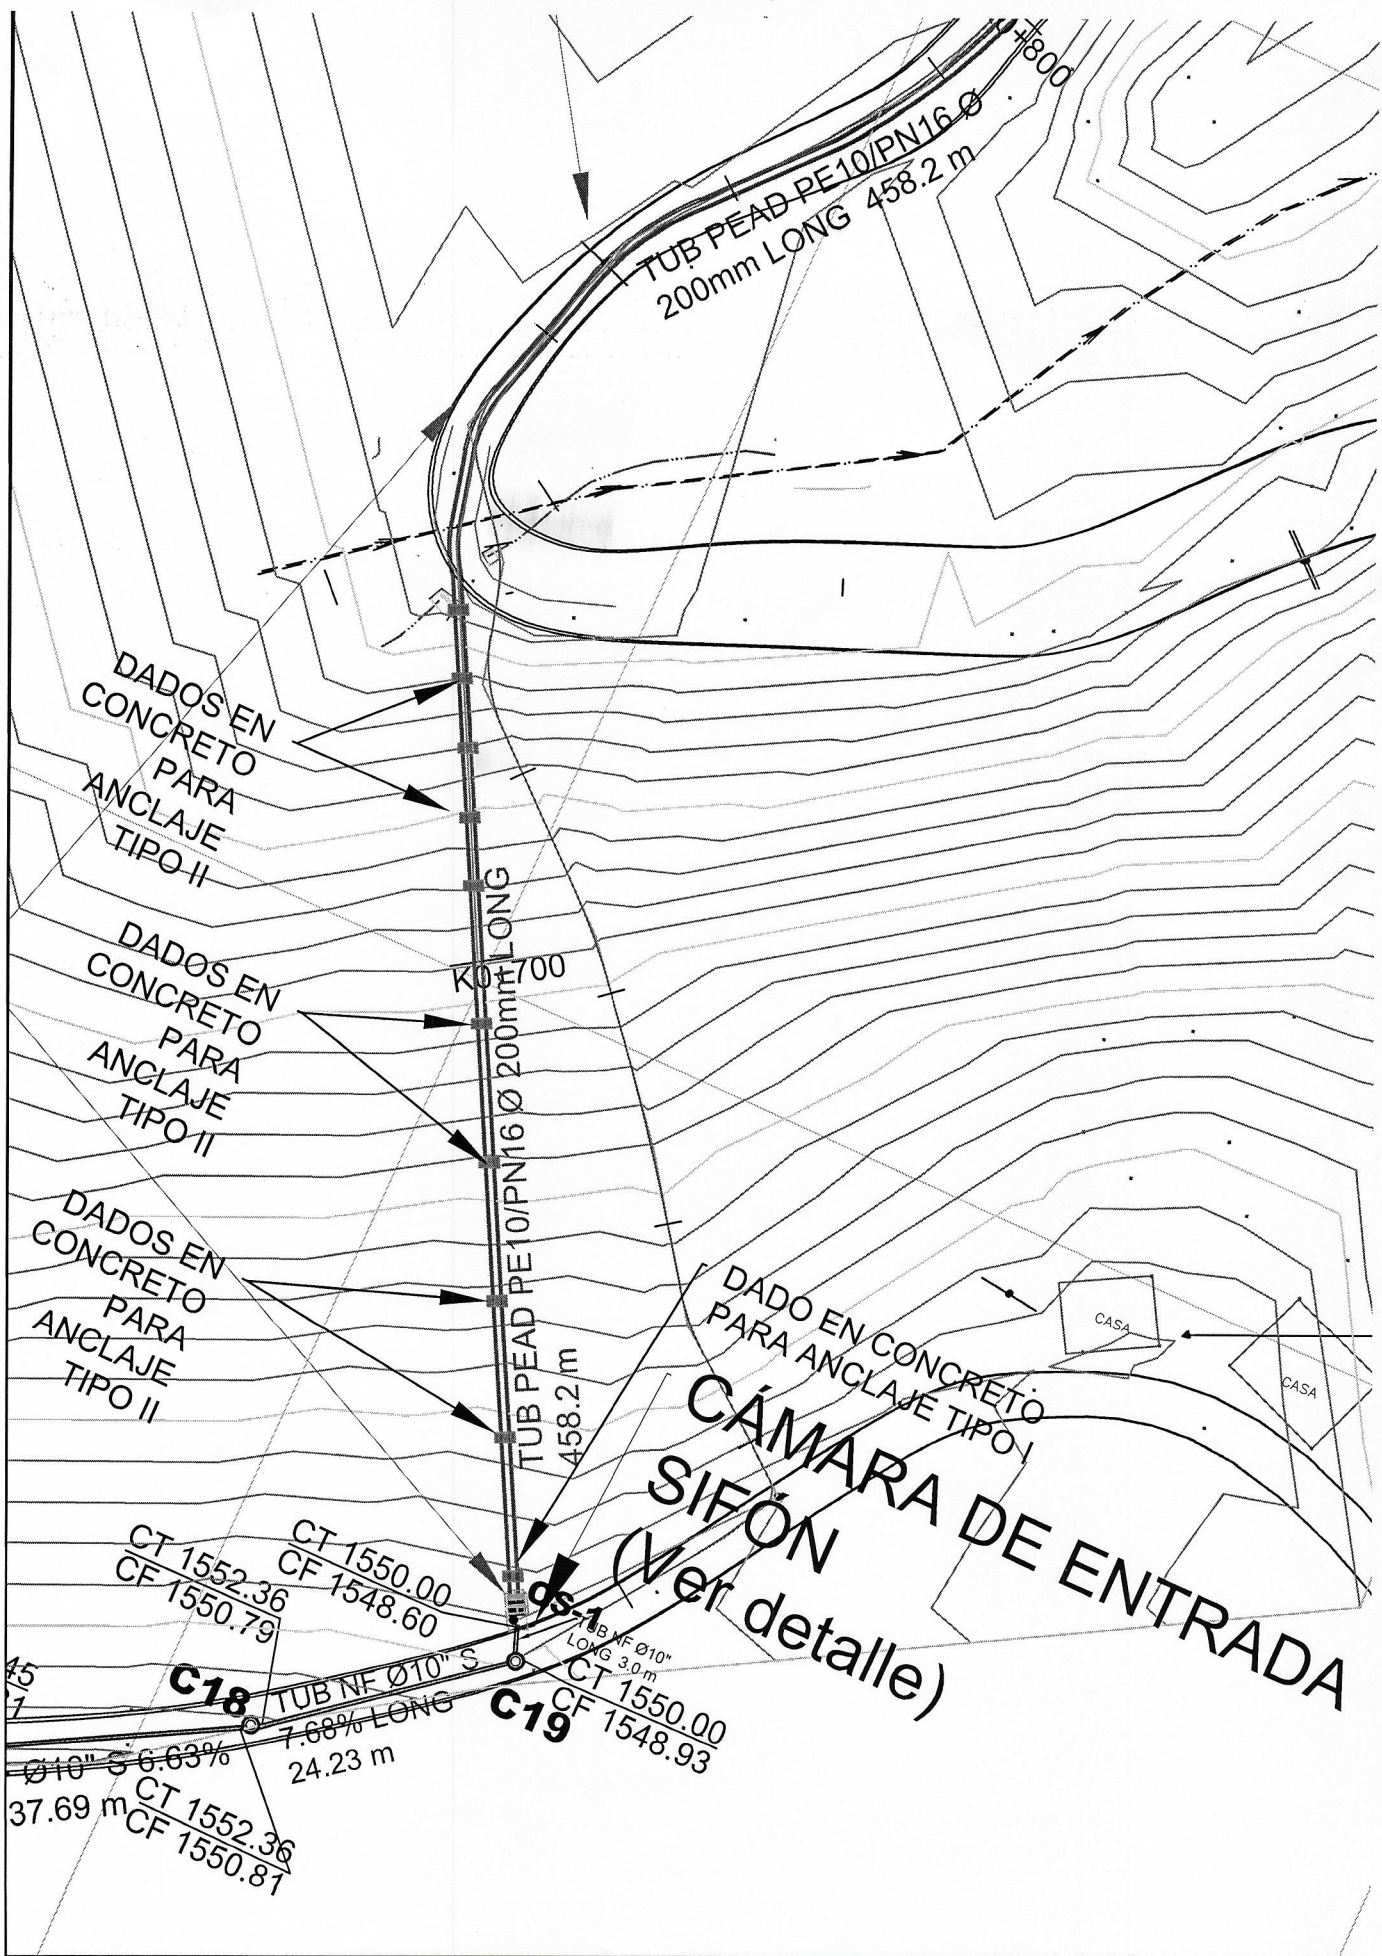 +800
TUB PEAD PE10/PN16 Ø
200mm LONG 458.2 m
DADOS EN
CONCRETO
PARA
ANCLAJE
TIPO II
DADOS EN
CONCRETO
PARA
ANCLAJE
TIPO II
K0+700
TUB PEAD PE10/PN16 Ø 200mm LONG
458.2 m
DADOS EN
CONCRETO
PARA
ANCLAJE
TIPO II
DADO EN CONCRETO
PARA ANCLAJE TIPO I
CASA
CASA
CÁMARA DE ENTRADA
SIFÓN
(Ver detalle)
CT 1552.36
CF 1550.79
CT 1550.00
CF 1548.60
ds-1
TUB NF Ø10"
LONG 3.0 m
CT 1550.00
CF 1548.93
C18
C19
TUB NF Ø10" S
7.68% LONG
24.23 m
45
Ø10" S 6.63%
37.69 m
CT 1552.36
CF 1550.81